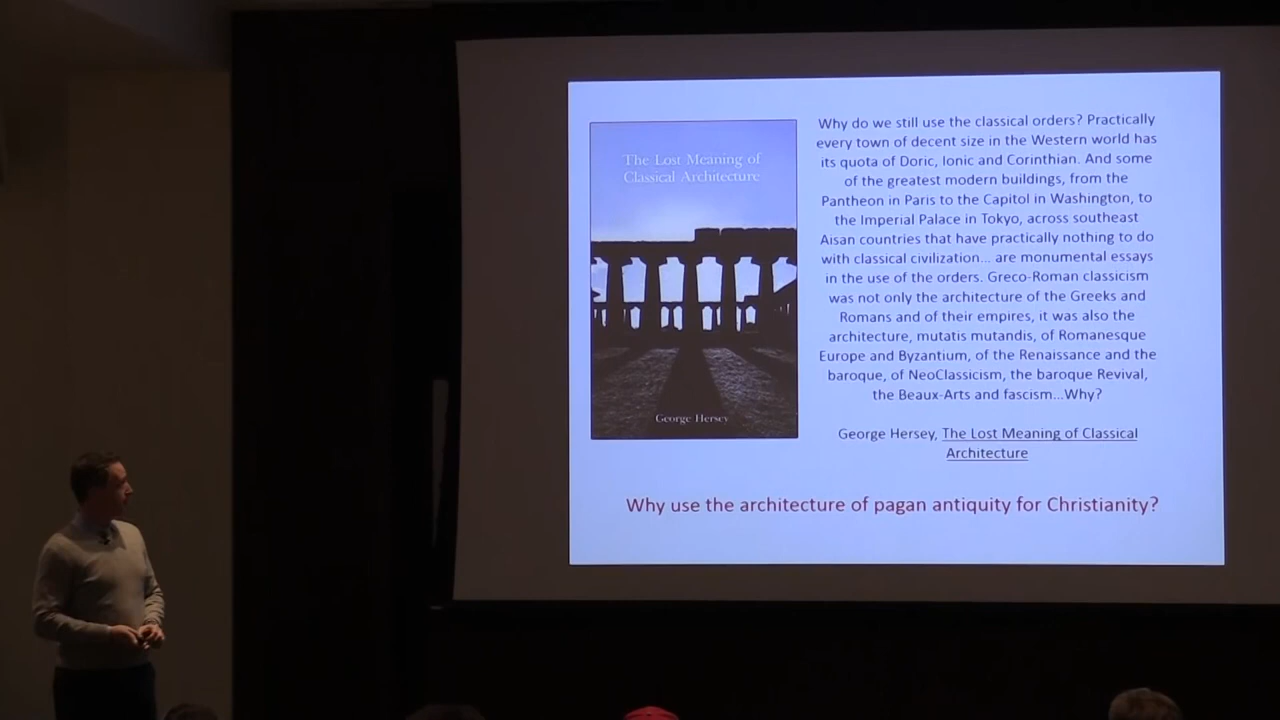 The Lost Meaning of
Classical Architecture
George Hersey
Why do we still use the classical orders? Practically
every town of decent size in the Western world has
its quota of Doric, Ionic and Corinthian. And some
of the greatest modern buildings, from the
Pantheon in Paris to the Capitol in Washington, to
the Imperial Palace in Tokyo, across southeast
Aisan countries that have practically nothing to do
with classical civilization... are monumental essays
in the use of the orders. Greco-Roman classicism
was not only the architecture of the Greeks and
Romans and of their empires, it was also the
architecture, mutatis mutandis, of Romanesque
Europe and Byzantium, of the Renaissance and the
baroque, of NeoClassicism, the baroque Revival,
the Beaux-Arts and fascism...Why?
George Hersey, The Lost Meaning of Classical
Architecture
Why use the architecture of pagan antiquity for Christianity?